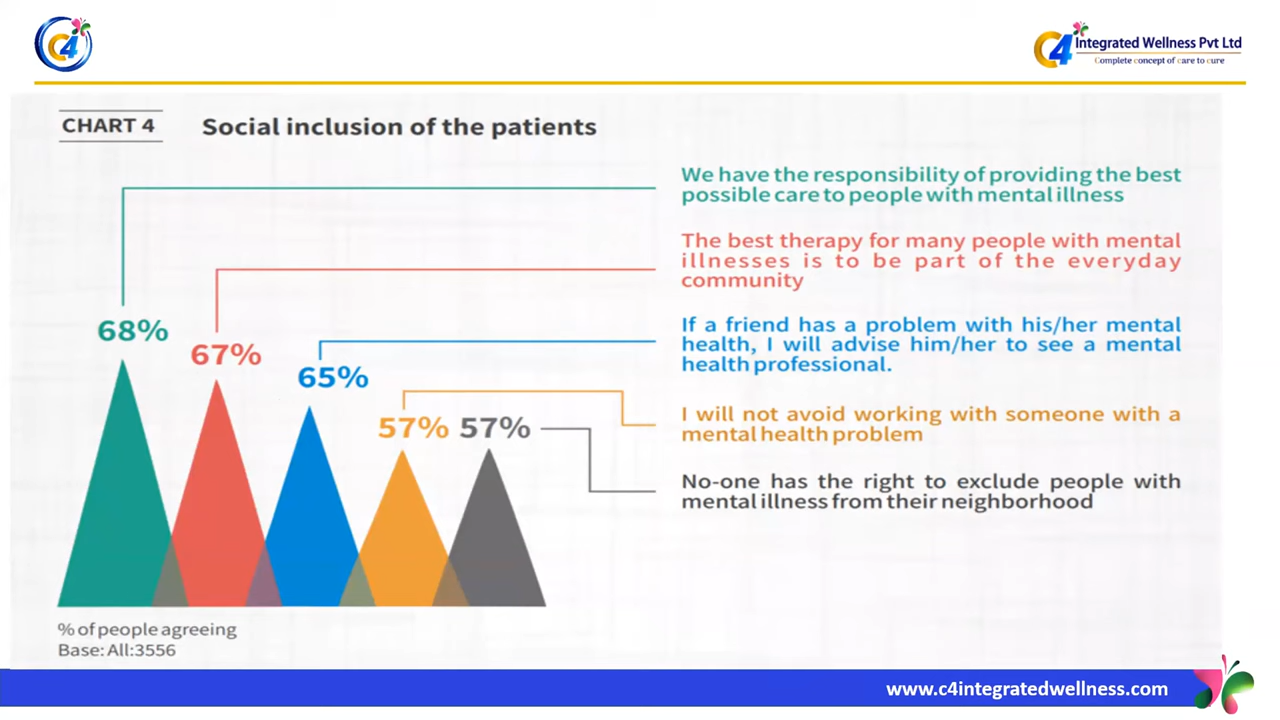 C4
C4 Integrated Wellness Pvt Ltd
Complete concept of care to cure
CHART 4
Social inclusion of the patients
We have the responsibility of providing the best
possible care to people with mental illness
The best therapy for many people with mental
illnesses is to be part of the everyday
community
If a friend has a problem with his/her mental
health, I will advise him/her to see a mental
health professional.
I will not avoid working with someone with a
mental health problem
No-one has the right to exclude people with
mental illness from their neighborhood
68%
67%
65%
57%
57%
% of people agreeing
Base: All:3556
www.c4integratedwellness.com